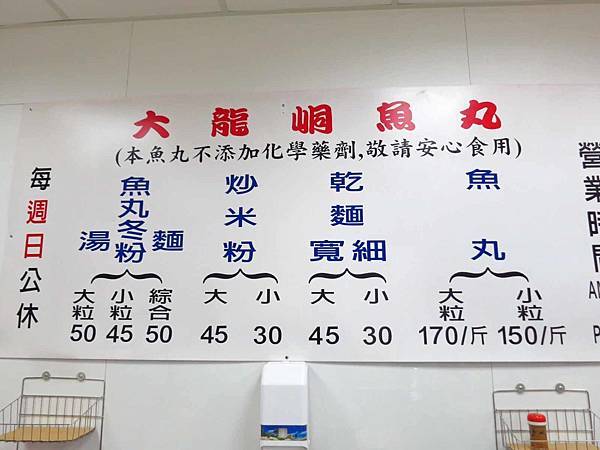 大龍峒魚丸
(本魚丸不添加化學藥劑,敬請安心食用)
每週日公休
魚丸
湯 冬粉 麵
大粒 小粒 綜合
50 45 50
炒米粉
大 小
45 30
乾麵
寬 細
大 小
45 30
魚丸
大粒 小粒
170/斤 150/斤
營業時間